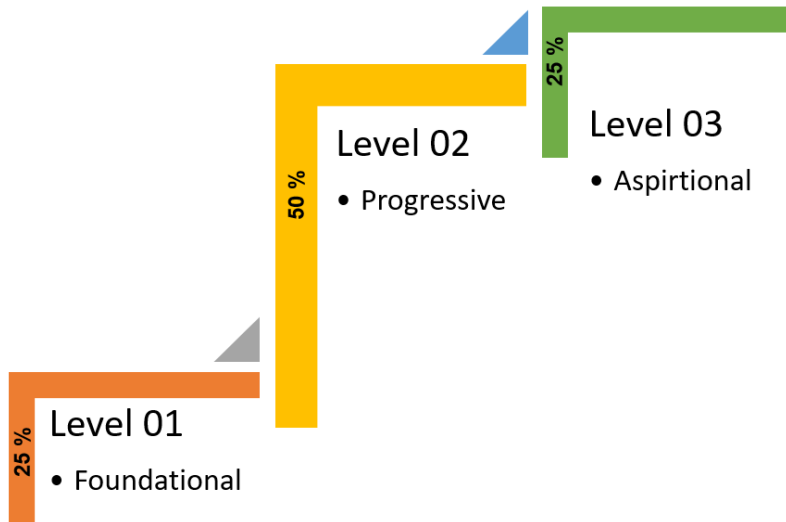 25 %
Level 01
• Foundational
50 %
Level 02
• Progressive
25 %
Level 03
• Aspirtional